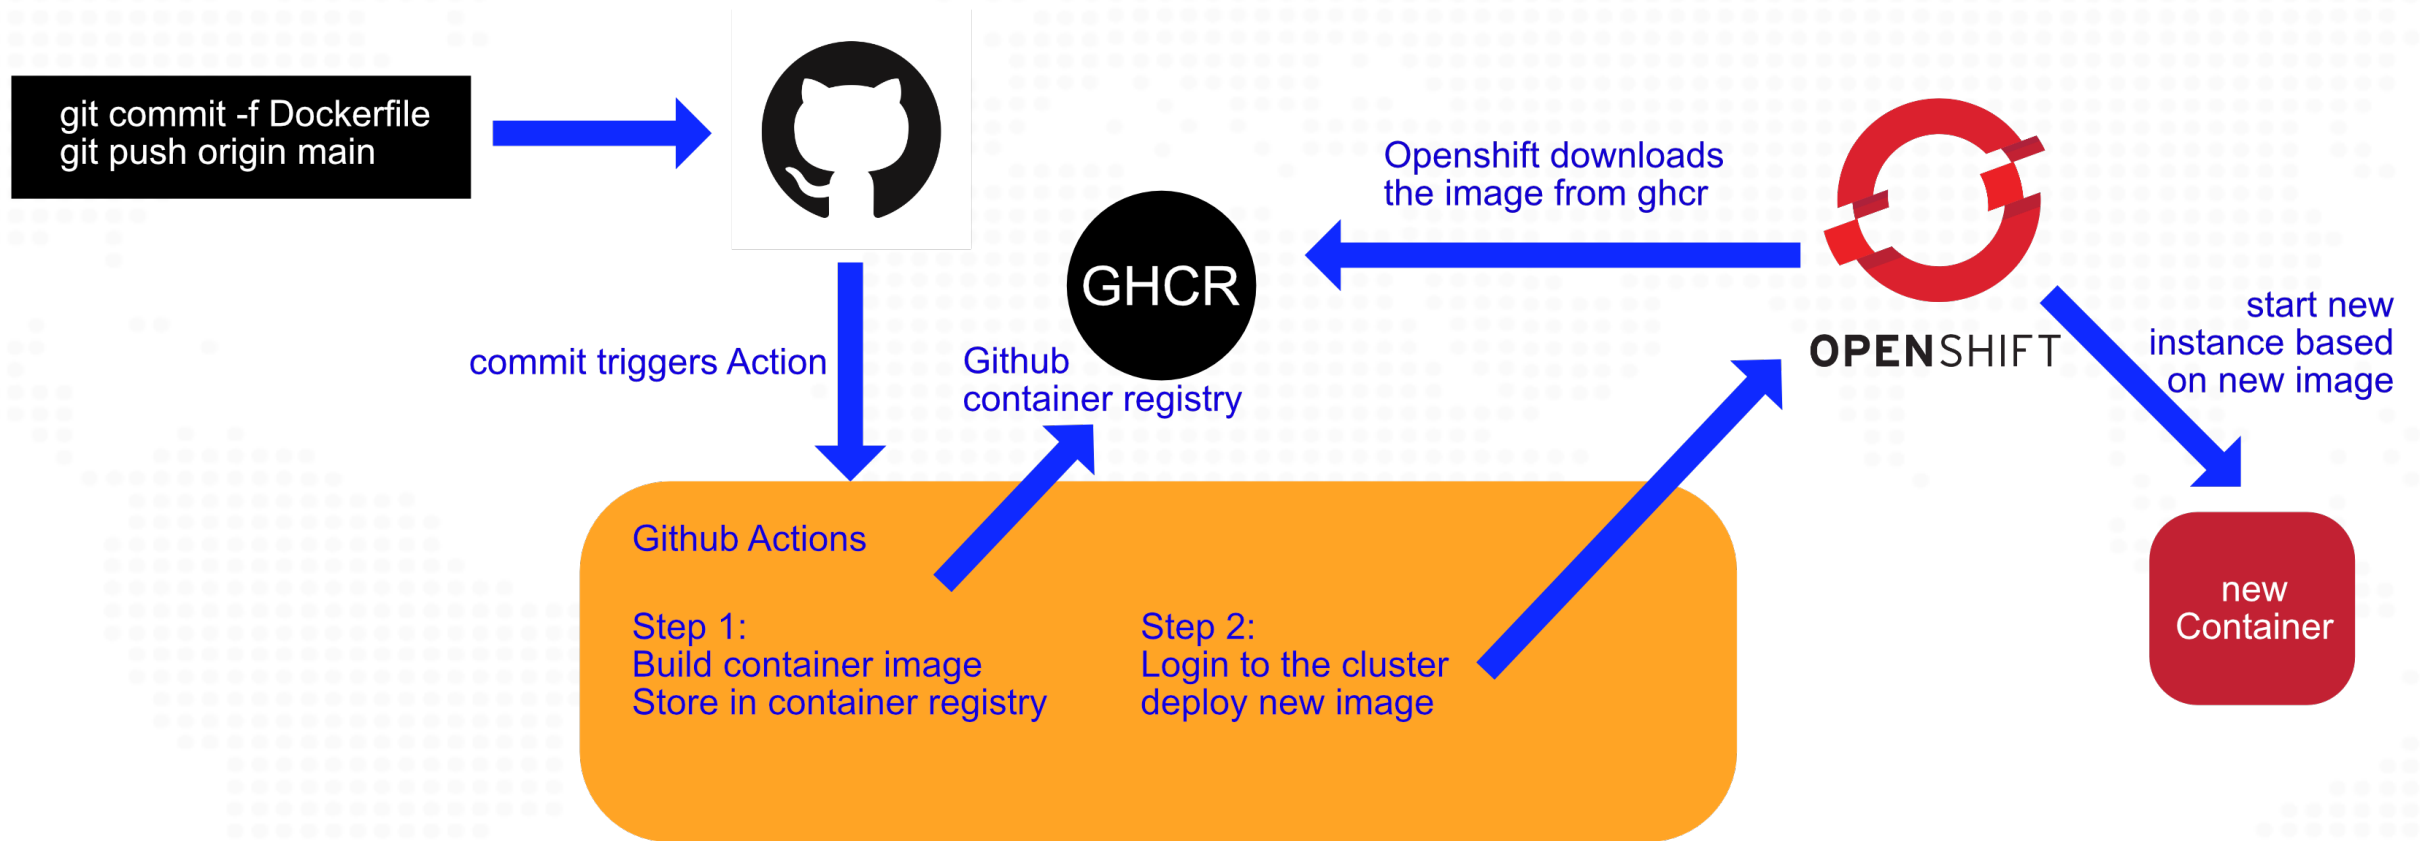 git commit -f Dockerfile
git push origin main
Openshift downloads
the image from ghcr
GHCR
OPENSHIFT
start new
instance based
on new image
commit triggers Action
Github
container registry
Github Actions
Step 1:
Build container image
Store in container registry
Step 2:
Login to the cluster
deploy new image
new
Container